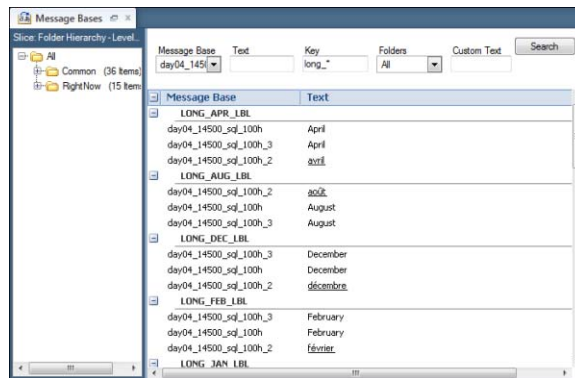 Message Bases
Slice: Folder Hierarchy - Level...
All
Common (36 Items)
RightNow (15 Item
Message Base Text Key Folders Custom Text Search
day04_145( long_* All
Message Base Text
LONG_APR_LBL
day04_14500_sql_100h April
day04_14500_sql_100h_3 April
day04_14500_sql_100h_2 avril
LONG_AUG_LBL
day04_14500_sql_100h_2 août
day04_14500_sql_100h August
day04_14500_sql_100h_3 August
LONG_DEC_LBL
day04_14500_sql_100h_3 December
day04_14500_sql_100h December
day04_14500_sql_100h_2 décembre
LONG_FEB_LBL
day04_14500_sql_100h_3 February
day04_14500_sql_100h February
day04_14500_sql_100h_2 février
LONG_JAN_LBL